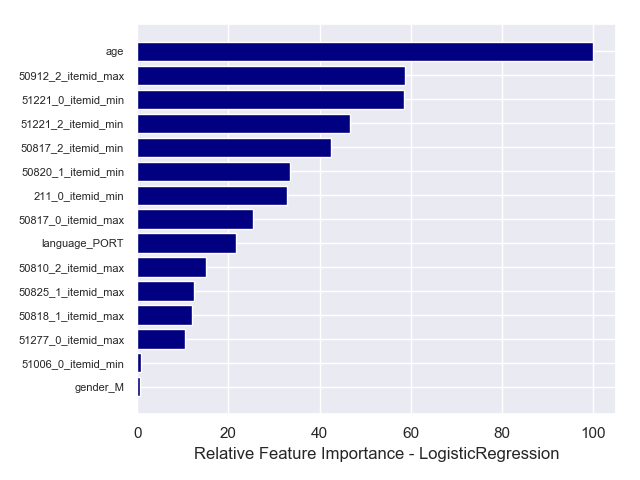 age
50912_2_itemid_max
51221_0_itemid_min
51221_2_itemid_min
50817_2_itemid_min
50820_1_itemid_min
211_0_itemid_min
50817_0_itemid_max
language_PORT
50810_2_itemid_max
50825_1_itemid_max
50818_1_itemid_max
51277_0_itemid_max
51006_0_itemid_min
gender_M
0 20 40 60 80 100
Relative Feature Importance - LogisticRegression